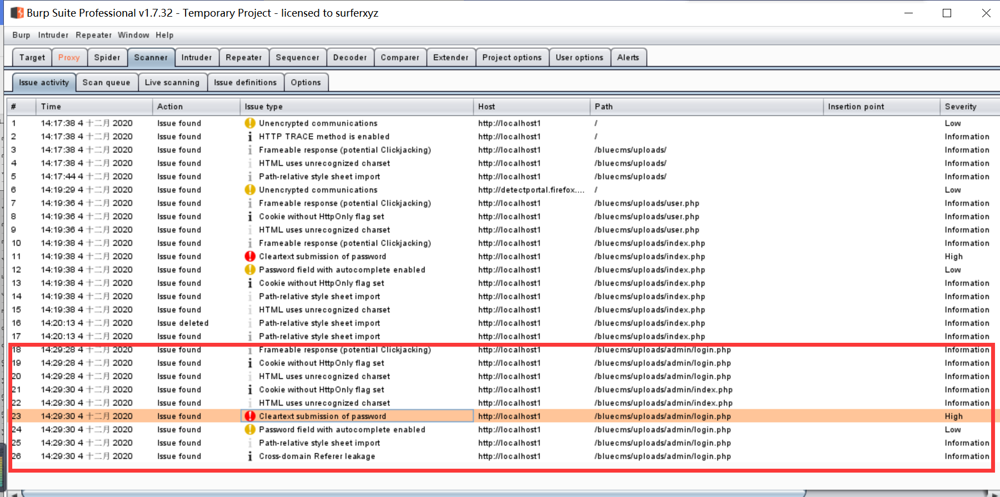 Burp Suite Professional v1.7.32 - Temporary Project - licensed to surferxyz
Burp Intruder Repeater Window Help
Target Proxy Spider Scanner Intruder Repeater Sequencer Decoder Comparer Extender Project options User options Alerts
Issue activity Scan queue Live scanning Issue definitions Options
# Time Action Issue type Host Path Insertion point Severity
1 14:17:38 4 十二月 2020 Issue found Unencrypted communications http://localhost1 / Low
2 14:17:38 4 十二月 2020 Issue found HTTP TRACE method is enabled http://localhost1 / Information
3 14:17:38 4 十二月 2020 Issue found Frameable response (potential Clickjacking) http://localhost1 /bluecms/uploads/ Information
4 14:17:38 4 十二月 2020 Issue found HTML uses unrecognized charset http://localhost1 /bluecms/uploads/ Information
5 14:17:44 4 十二月 2020 Issue found Path-relative style sheet import http://localhost1 /bluecms/uploads/ Information
6 14:19:29 4 十二月 2020 Issue found Unencrypted communications http://detectportal.firefox.... / Low
7 14:19:36 4 十二月 2020 Issue found Frameable response (potential Clickjacking) http://localhost1 /bluecms/uploads/user.php Information
8 14:19:36 4 十二月 2020 Issue found Cookie without HttpOnly flag set http://localhost1 /bluecms/uploads/user.php Information
9 14:19:36 4 十二月 2020 Issue found HTML uses unrecognized charset http://localhost1 /bluecms/uploads/user.php Information
10 14:19:38 4 十二月 2020 Issue found Frameable response (potential Clickjacking) http://localhost1 /bluecms/uploads/index.php Information
11 14:19:38 4 十二月 2020 Issue found Cleartext submission of password http://localhost1 /bluecms/uploads/index.php High
12 14:19:38 4 十二月 2020 Issue found Password field with autocomplete enabled http://localhost1 /bluecms/uploads/index.php Low
13 14:19:38 4 十二月 2020 Issue found Cookie without HttpOnly flag set http://localhost1 /bluecms/uploads/index.php Information
14 14:19:38 4 十二月 2020 Issue found Path-relative style sheet import http://localhost1 /bluecms/uploads/index.php Information
15 14:19:38 4 十二月 2020 Issue found HTML uses unrecognized charset http://localhost1 /bluecms/uploads/index.php Information
16 14:20:13 4 十二月 2020 Issue deleted Path-relative style sheet import http://localhost1 /bluecms/uploads/index.php Information
17 14:20:13 4 十二月 2020 Issue found Path-relative style sheet import http://localhost1 /bluecms/uploads/index.php Information
18 14:29:28 4 十二月 2020 Issue found Frameable response (potential Clickjacking) http://localhost1 /bluecms/uploads/admin/login.php Information
19 14:29:28 4 十二月 2020 Issue found Cookie without HttpOnly flag set http://localhost1 /bluecms/uploads/admin/login.php Information
20 14:29:28 4 十二月 2020 Issue found HTML uses unrecognized charset http://localhost1 /bluecms/uploads/admin/login.php Information
21 14:29:30 4 十二月 2020 Issue found Cookie without HttpOnly flag set http://localhost1 /bluecms/uploads/admin/index.php Information
22 14:29:30 4 十二月 2020 Issue found HTML uses unrecognized charset http://localhost1 /bluecms/uploads/admin/index.php Information
23 14:29:30 4 十二月 2020 Issue found Cleartext submission of password http://localhost1 /bluecms/uploads/admin/login.php High
24 14:29:30 4 十二月 2020 Issue found Password field with autocomplete enabled http://localhost1 /bluecms/uploads/admin/login.php Low
25 14:29:30 4 十二月 2020 Issue found Path-relative style sheet import http://localhost1 /bluecms/uploads/admin/login.php Information
26 14:29:30 4 十二月 2020 Issue found Cross-domain Referer leakage http://localhost1 /bluecms/uploads/admin/login.php Information